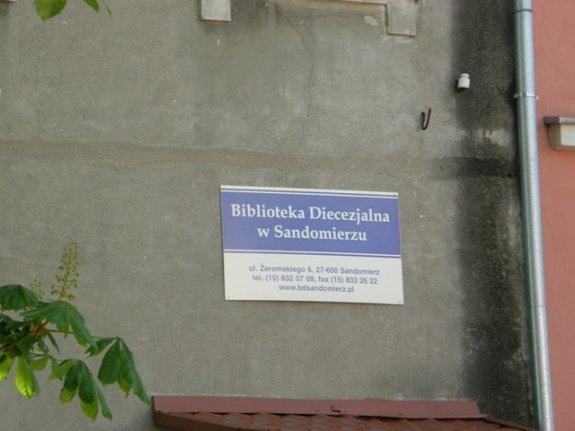 Biblioteka Diecezjalna
w Sandomierzu
ul. Żeromskiego 6, 27-600 Sandomierz
tel. (15) 832 07 09, fax (15) 833 26 22
www.bdsandomierz.pl